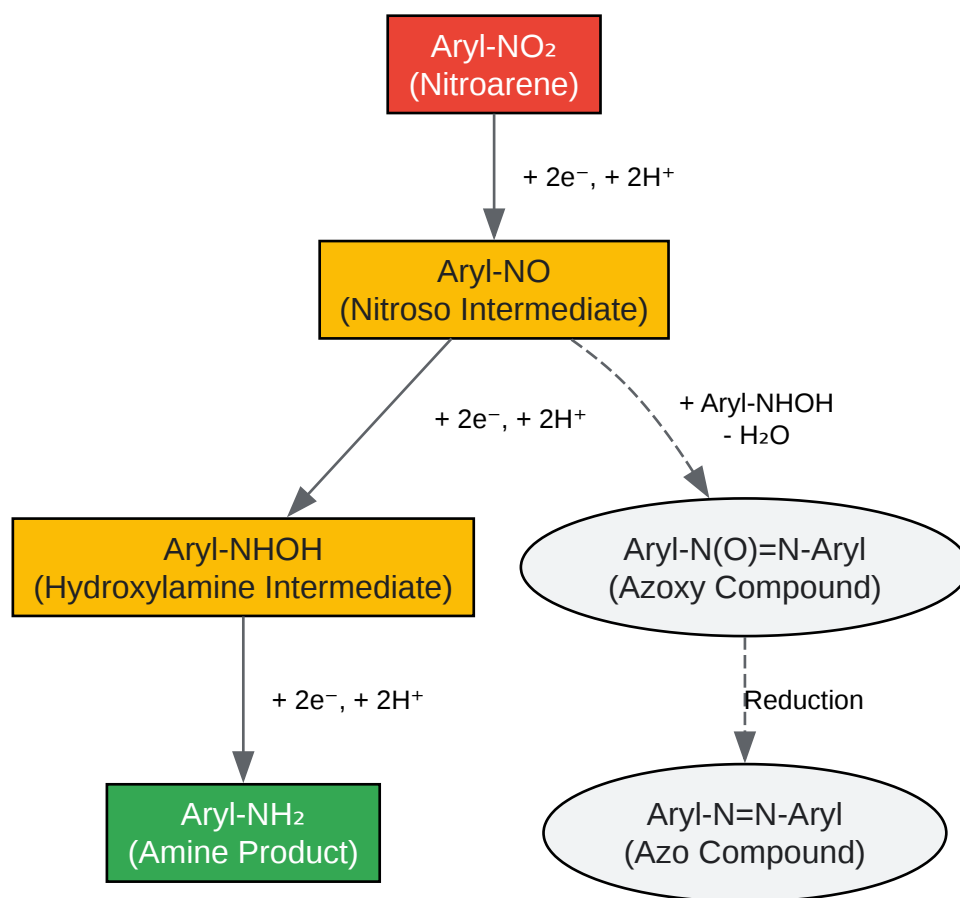 Aryl-NO₂
(Nitroarene)
+ 2e⁻, + 2H⁺
Aryl-NO
(Nitroso Intermediate)
+ 2e⁻, + 2H⁺
+ Aryl-NHOH
- H₂O
Aryl-NHOH
(Hydroxylamine Intermediate)
Aryl-N(O)=N-Aryl
(Azoxy Compound)
+ 2e⁻, + 2H⁺
Reduction
Aryl-NH₂
(Amine Product)
Aryl-N=N-Aryl
(Azo Compound)